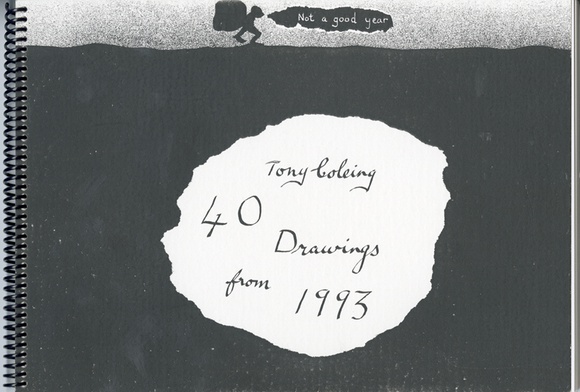 Not a good year
Tony Coleing
40
Drawings
from
1993